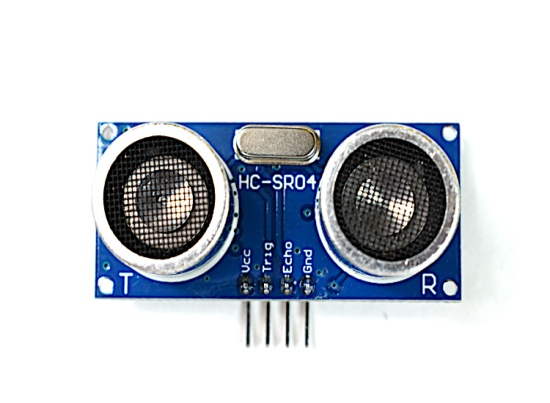 HC-SR04
Vcc
Trig
Echo
Gnd
T
R